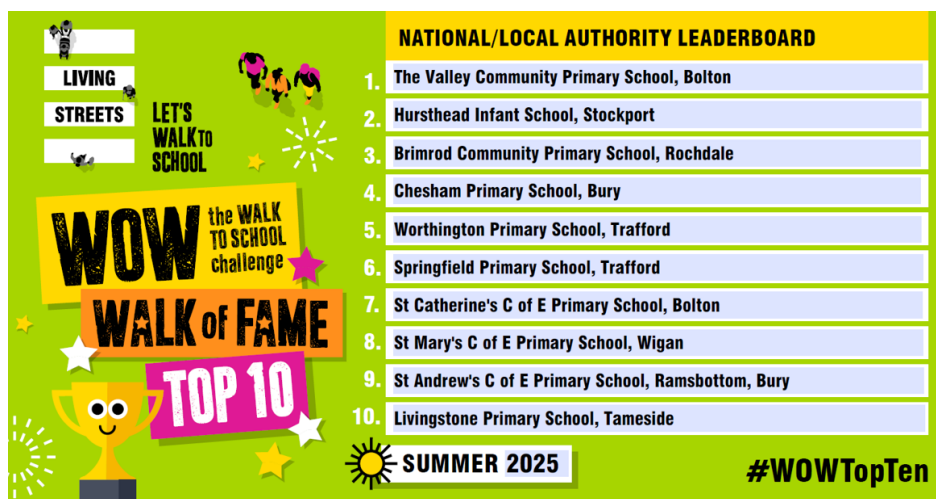 LIVING
STREETS
LET'S
WALK TO
SCHOOL
WOW the WALK
TO SCHOOL
challenge
WALK OF FAME
TOP 10
NATIONAL/LOCAL AUTHORITY LEADERBOARD
1. The Valley Community Primary School, Bolton
2. Hursthead Infant School, Stockport
3. Brimrod Community Primary School, Rochdale
4. Chesham Primary School, Bury
5. Worthington Primary School, Trafford
6. Springfield Primary School, Trafford
7. St Catherine's C of E Primary School, Bolton
8. St Mary's C of E Primary School, Wigan
9. St Andrew's C of E Primary School, Ramsbottom, Bury
10. Livingstone Primary School, Tameside
SUMMER 2025
#WOWTopTen